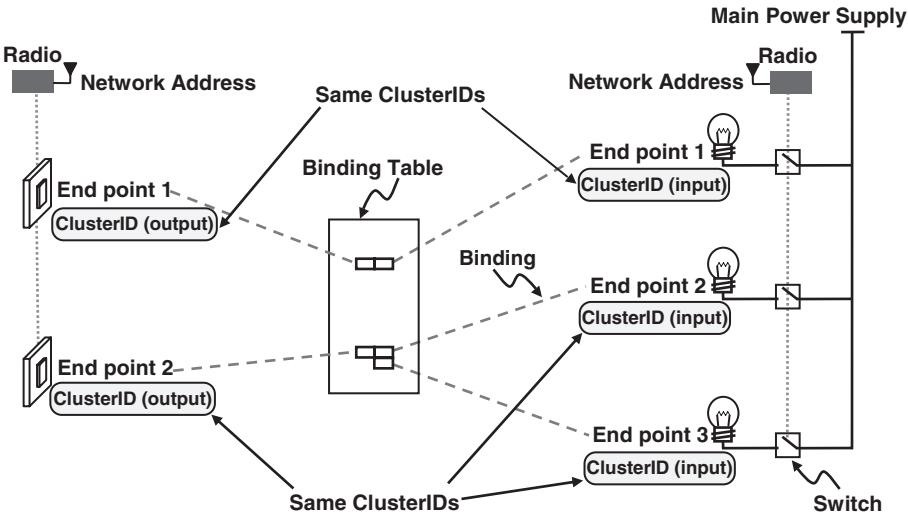 Main Power Supply
Radio
Network Address
Radio
Network Address
Same ClusterIDs
End point 1
ClusterID (output)
Binding Table
End point 1
ClusterID (input)
Binding
End point 2
ClusterID (input)
End point 2
ClusterID (output)
End point 3
ClusterID (input)
Same ClusterIDs
Switch